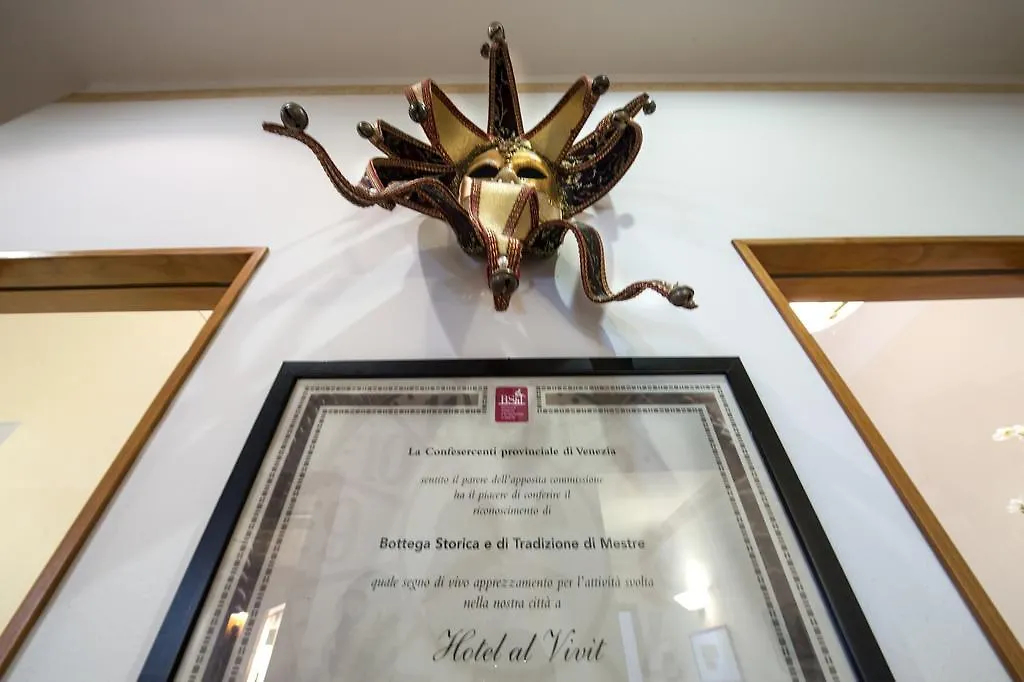 BSM
La Confesercenti provinciale di Venezia
sentito il parere dell'apposita commissione
ha il piacere di conferire il
riconoscimento di
Bottega Storica e di Tradizione di Mestre
quale segno di vivo apprezzamento per l'attività svolta
nella nostra città a
Hotel al Vivit